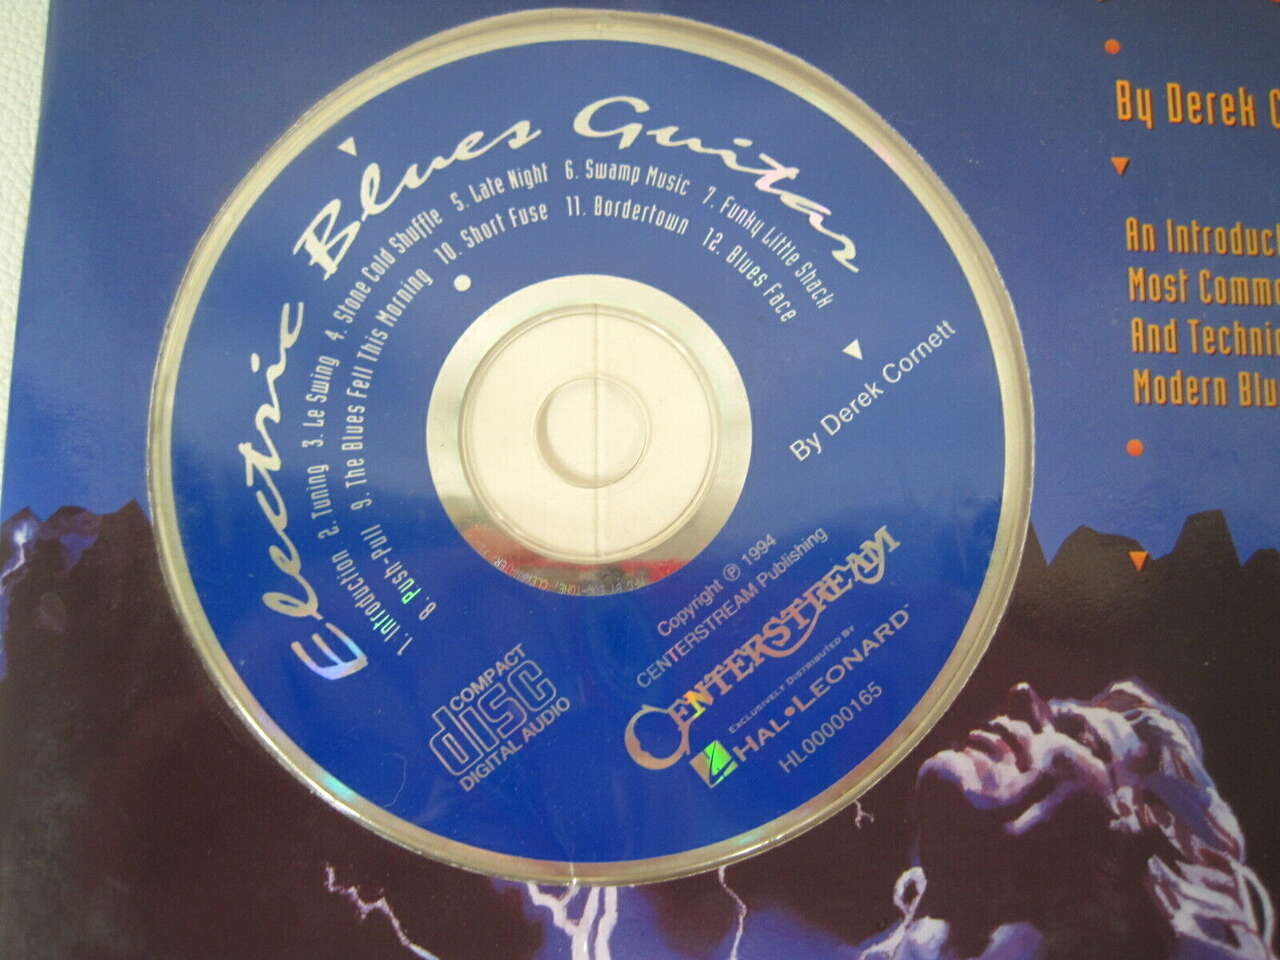 Electric Blues Guitar
1. Introduction 2. Tuning 3. Le Swing 4. Stone Cold Shuffle 5. Late Night 6. Swamp Music 7. Funky Little Shack
8. Push-Pull 9. The Blues Fell This Morning 10. Short Fuse 11. Bordertown 12. Blues Face
By Derek Cornett
COMPACT
disc
DIGITAL AUDIO
Copyright ℗ 1994
CENTERSTREAM Publishing
CENTERSTREAM
EXCLUSIVELY DISTRIBUTED BY
HAL•LEONARD™
HL00000165
By Derek C
An Introduct
Most Commo
And Techni
Modern Blu